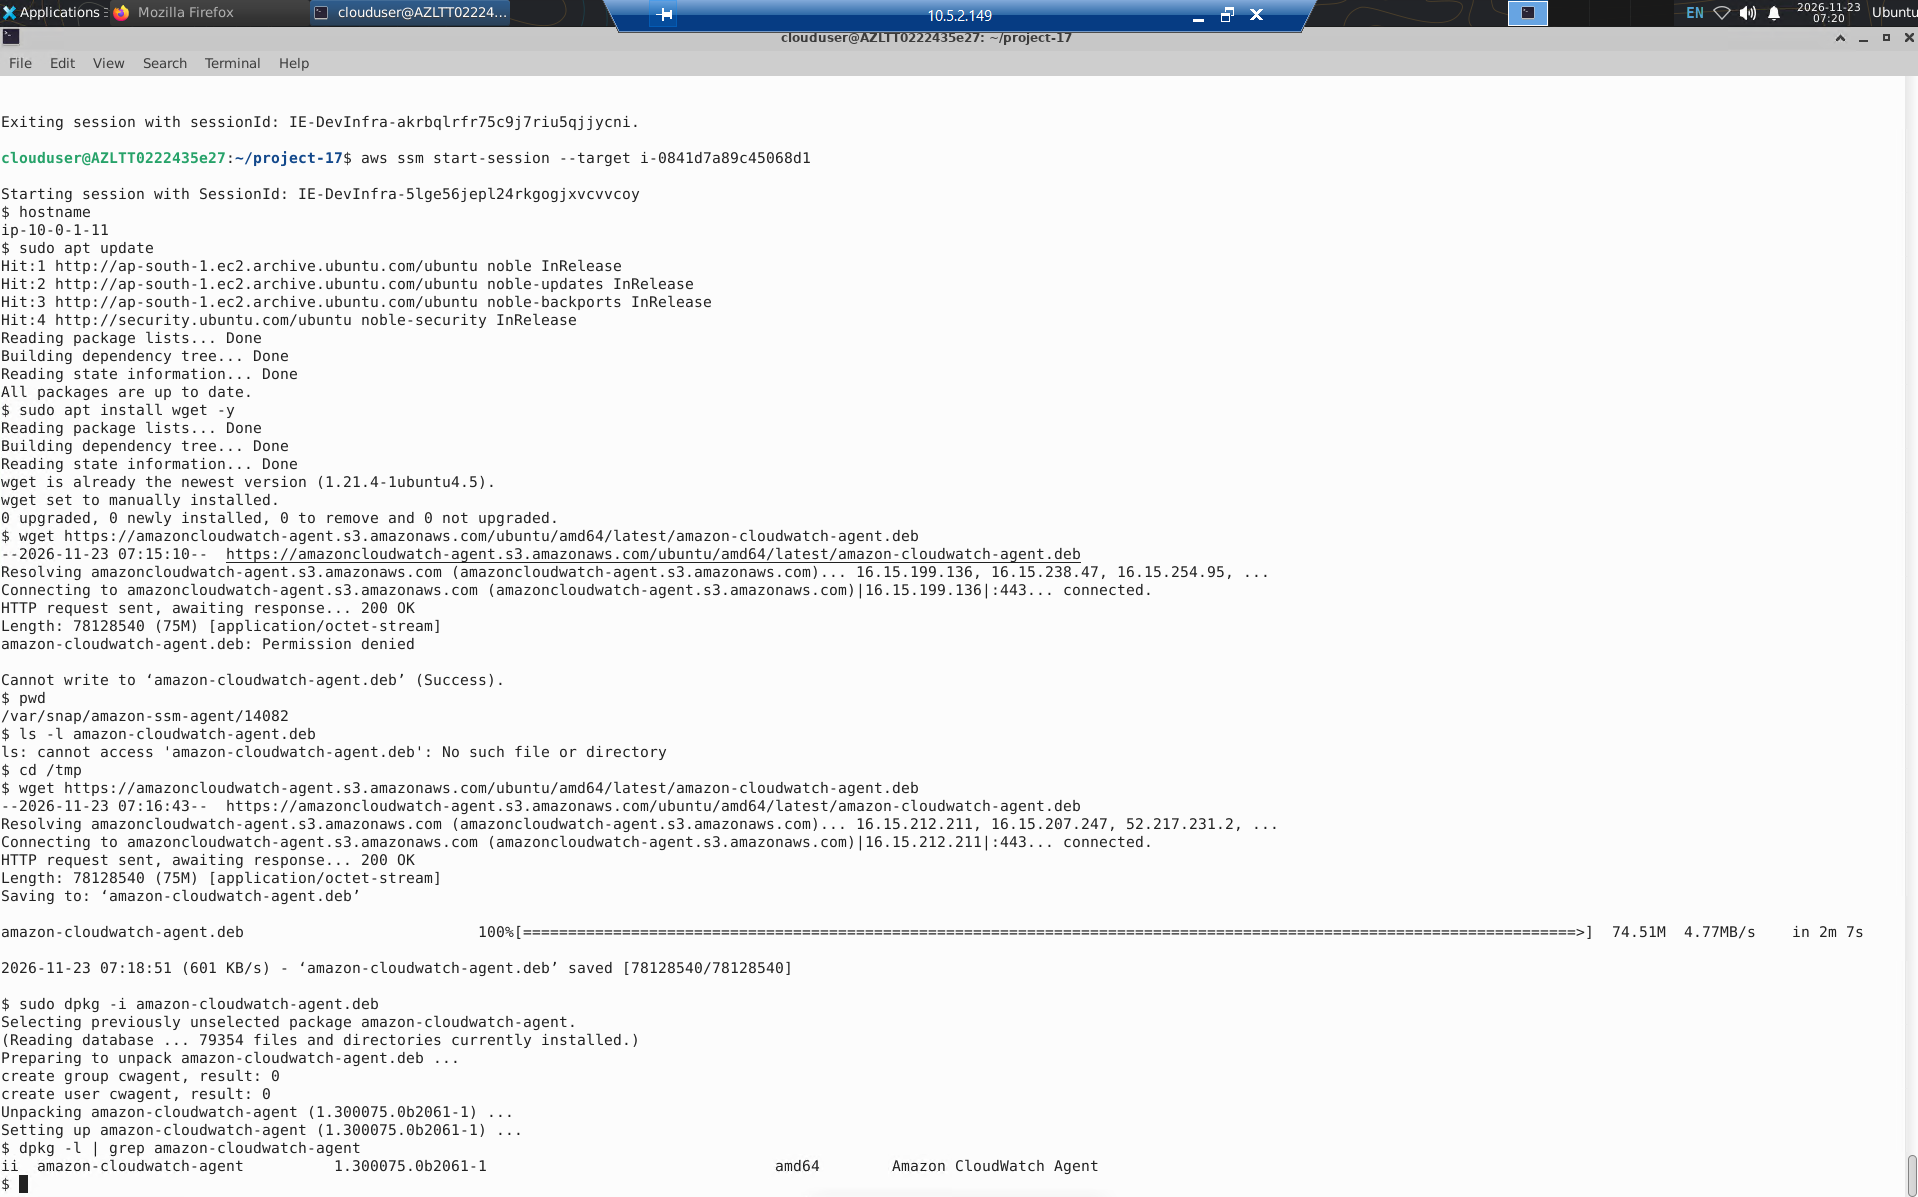 Applications
Mozilla Firefox
clouduser@AZLTT02224...
10.5.2.149
EN
2026-11-23
07:20
Ubuntu
clouduser@AZLTT0222435e27: ~/project-17
File Edit View Search Terminal Help
Exiting session with sessionId: IE-DevInfra-akrbqlrfr75c9j7riu5qjjycni.
clouduser@AZLTT0222435e27:~/project-17$ aws ssm start-session --target i-0841d7a89c45068d1
Starting session with SessionId: IE-DevInfra-5lge56jepl24rkgogjxvcvvcoy
$ hostname
ip-10-0-1-11
$ sudo apt update
Hit:1 http://ap-south-1.ec2.archive.ubuntu.com/ubuntu noble InRelease
Hit:2 http://ap-south-1.ec2.archive.ubuntu.com/ubuntu noble-updates InRelease
Hit:3 http://ap-south-1.ec2.archive.ubuntu.com/ubuntu noble-backports InRelease
Hit:4 http://security.ubuntu.com/ubuntu noble-security InRelease
Reading package lists... Done
Building dependency tree... Done
Reading state information... Done
All packages are up to date.
$ sudo apt install wget -y
Reading package lists... Done
Building dependency tree... Done
Reading state information... Done
wget is already the newest version (1.21.4-1ubuntu4.5).
wget set to manually installed.
0 upgraded, 0 newly installed, 0 to remove and 0 not upgraded.
$ wget https://amazoncloudwatch-agent.s3.amazonaws.com/ubuntu/amd64/latest/amazon-cloudwatch-agent.deb
--2026-11-23 07:15:10--  https://amazoncloudwatch-agent.s3.amazonaws.com/ubuntu/amd64/latest/amazon-cloudwatch-agent.deb
Resolving amazoncloudwatch-agent.s3.amazonaws.com (amazoncloudwatch-agent.s3.amazonaws.com)... 16.15.199.136, 16.15.238.47, 16.15.254.95, ...
Connecting to amazoncloudwatch-agent.s3.amazonaws.com (amazoncloudwatch-agent.s3.amazonaws.com)|16.15.199.136|:443... connected.
HTTP request sent, awaiting response... 200 OK
Length: 78128540 (75M) [application/octet-stream]
amazon-cloudwatch-agent.deb: Permission denied
Cannot write to ‘amazon-cloudwatch-agent.deb’ (Success).
$ pwd
/var/snap/amazon-ssm-agent/14082
$ ls -l amazon-cloudwatch-agent.deb
ls: cannot access 'amazon-cloudwatch-agent.deb': No such file or directory
$ cd /tmp
$ wget https://amazoncloudwatch-agent.s3.amazonaws.com/ubuntu/amd64/latest/amazon-cloudwatch-agent.deb
--2026-11-23 07:16:43--  https://amazoncloudwatch-agent.s3.amazonaws.com/ubuntu/amd64/latest/amazon-cloudwatch-agent.deb
Resolving amazoncloudwatch-agent.s3.amazonaws.com (amazoncloudwatch-agent.s3.amazonaws.com)... 16.15.212.211, 16.15.207.247, 52.217.231.2, ...
Connecting to amazoncloudwatch-agent.s3.amazonaws.com (amazoncloudwatch-agent.s3.amazonaws.com)|16.15.212.211|:443... connected.
HTTP request sent, awaiting response... 200 OK
Length: 78128540 (75M) [application/octet-stream]
Saving to: ‘amazon-cloudwatch-agent.deb’
amazon-cloudwatch-agent.deb 100%[=====================================================================================================================>] 74.51M 4.77MB/s in 2m 7s
2026-11-23 07:18:51 (601 KB/s) - ‘amazon-cloudwatch-agent.deb’ saved [78128540/78128540]
$ sudo dpkg -i amazon-cloudwatch-agent.deb
Selecting previously unselected package amazon-cloudwatch-agent.
(Reading database ... 79354 files and directories currently installed.)
Preparing to unpack amazon-cloudwatch-agent.deb ...
create group cwagent, result: 0
create user cwagent, result: 0
Unpacking amazon-cloudwatch-agent (1.300075.0b2061-1) ...
Setting up amazon-cloudwatch-agent (1.300075.0b2061-1) ...
$ dpkg -l | grep amazon-cloudwatch-agent
ii  amazon-cloudwatch-agent 1.300075.0b2061-1 amd64 Amazon CloudWatch Agent
$